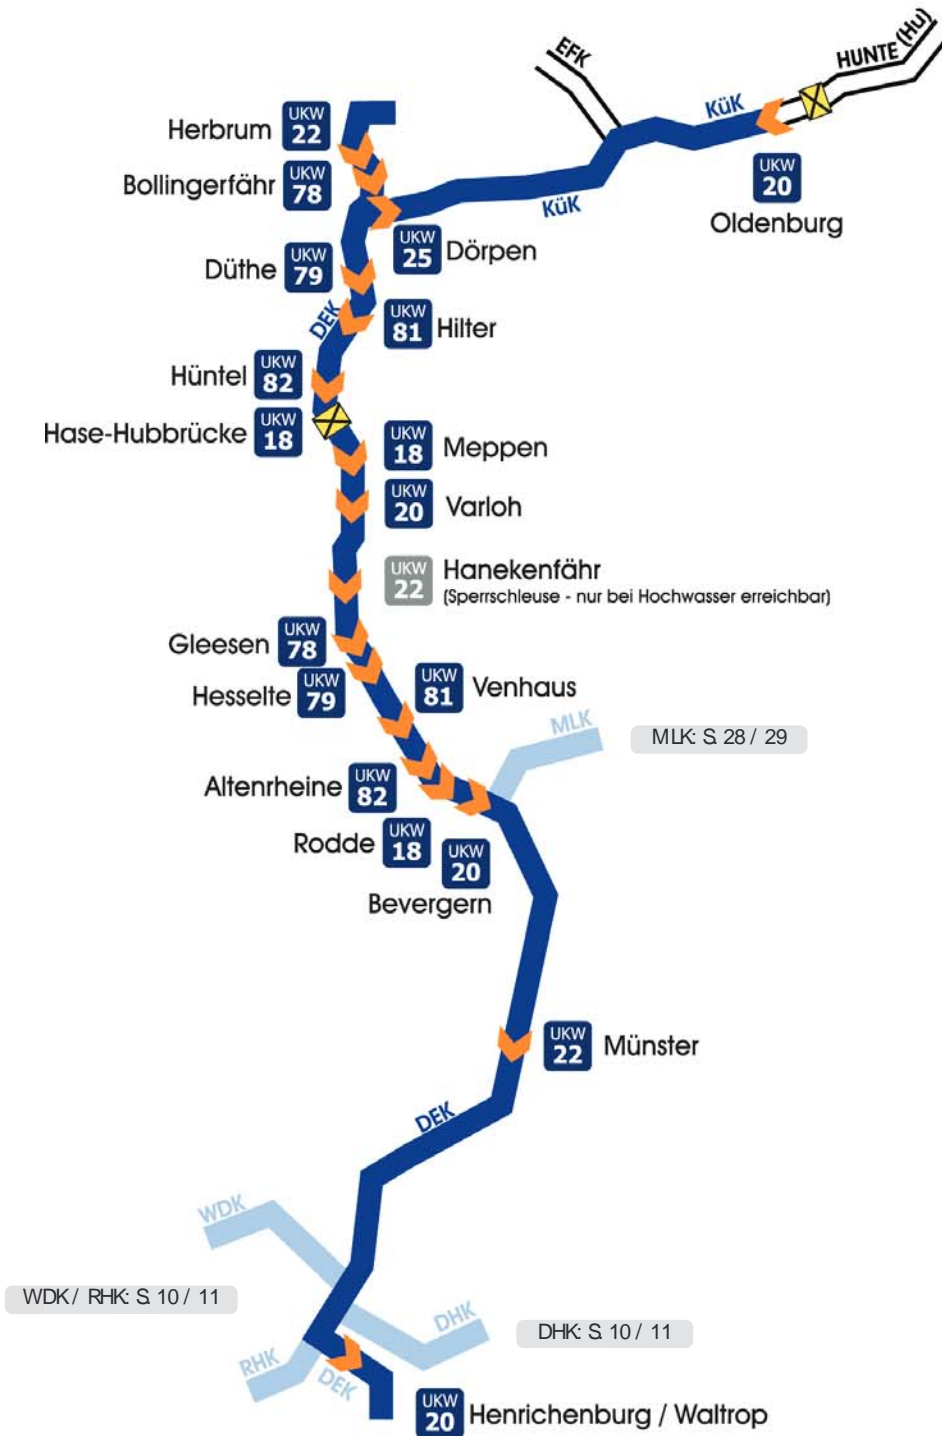 EFK
HUNTE (Hu)
KüK
UKW
20
Oldenburg
Herbrum
UKW
22
Bollingerfähr
UKW
78
KüK
UKW
25
Dörpen
Düthe
UKW
79
DEK
UKW
81
Hilter
Hüntel
UKW
82
Hase-Hubbrücke
UKW
18
UKW
18
Meppen
UKW
20
Varloh
UKW
22
Hanekenfähr
(Sperrschleuse - nur bei Hochwasser erreichbar)
Gleesen
UKW
78
Hesselte
UKW
79
UKW
81
Venhaus
MLK
MLK: S. 28 / 29
Altenrheine
UKW
82
Rodde
UKW
18
UKW
20
Bevergern
UKW
22
Münster
DEK
WDK
WDK / RHK: S. 10 / 11
DHK
DHK: S. 10 / 11
RHK
DEK
UKW
20
Henrichenburg / Waltrop